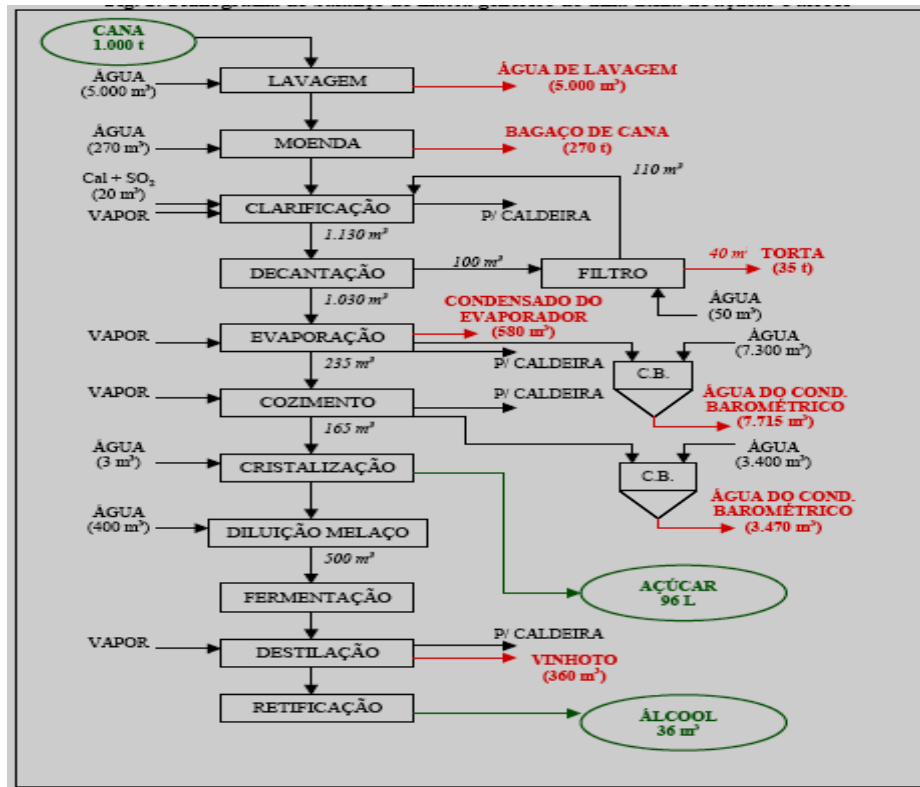 CANA
1.000 t
ÁGUA
(5.000 m³)
LAVAGEM
ÁGUA DE LAVAGEM
(5.000 m³)
ÁGUA
(270 m³)
MOENDA
BAGAÇO DE CANA
(270 t)
Cal + SO₂
(20 m³)
VAPOR
CLARIFICAÇÃO
P/ CALDEIRA
110 m³
1.130 m³
DECANTAÇÃO
100 m³
FILTRO
40 m³ TORTA
(35 t)
ÁGUA
(50 m³)
1.030 m³
VAPOR
EVAPORAÇÃO
CONDENSADO DO
EVAPORADOR
(580 m³)
P/ CALDEIRA
ÁGUA
(7.300 m³)
C.B.
ÁGUA DO COND.
BAROMÉTRICO
(7.715 m³)
235 m³
VAPOR
COZIMENTO
P/ CALDEIRA
165 m³
ÁGUA
(3.400 m³)
C.B.
ÁGUA DO COND.
BAROMÉTRICO
(3.470 m³)
ÁGUA
(3 m³)
CRISTALIZAÇÃO
ÁGUA
(400 m³)
DILUIÇÃO MELAÇO
500 m³
AÇÚCAR
96 L
FERMENTAÇÃO
VAPOR
DESTILAÇÃO
P/ CALDEIRA
VINHOTO
(360 m³)
RETIFICAÇÃO
ÁLCOOL
36 m³